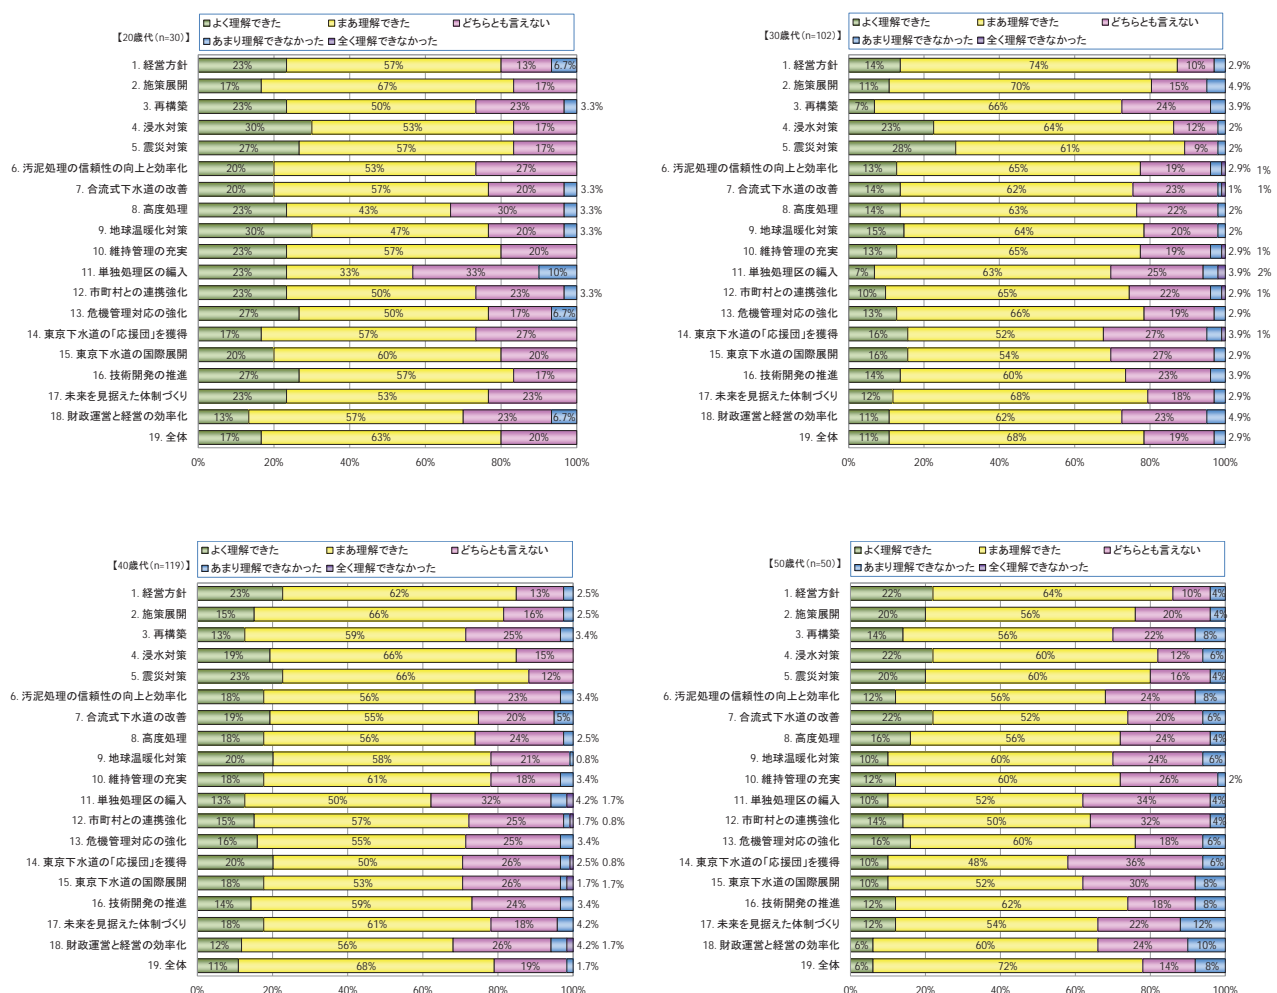 ■よく理解できた ■まあ理解できた ■どちらとも言えない
■あまり理解できなかった ■全く理解できなかった
【20歳代(n=30)】
1. 経営方針 23% 57% 13% 6.7%
2. 施策展開 17% 67% 17%
3. 再構築 23% 50% 23% 3.3%
4. 浸水対策 30% 53% 17%
5. 震災対策 27% 57% 17%
6. 汚泥処理の信頼性の向上と効率化 20% 53% 27%
7. 合流式下水道の改善 20% 57% 20% 3.3%
8. 高度処理 23% 43% 30% 3.3%
9. 地球温暖化対策 30% 47% 20% 3.3%
10. 維持管理の充実 23% 57% 20%
11. 単独処理区の編入 23% 33% 33% 10%
12. 市町村との連携強化 23% 50% 23% 3.3%
13. 危機管理対応の強化 27% 50% 17% 6.7%
14. 東京下水道の「応援団」を獲得 17% 57% 27%
15. 東京下水道の国際展開 20% 60% 20%
16. 技術開発の推進 27% 57% 17%
17. 未来を見据えた体制づくり 23% 53% 23%
18. 財政運営と経営の効率化 13% 57% 23% 6.7%
19. 全体 17% 63% 20%
0% 20% 40% 60% 80% 100%
■よく理解できた ■まあ理解できた ■どちらとも言えない
■あまり理解できなかった ■全く理解できなかった
【30歳代(n=102)】
1. 経営方針 14% 74% 10% 2.9%
2. 施策展開 11% 70% 15% 4.9%
3. 再構築 7% 66% 24% 3.9%
4. 浸水対策 23% 64% 12% 2%
5. 震災対策 28% 61% 9% 2%
6. 汚泥処理の信頼性の向上と効率化 13% 65% 19% 2.9% 1%
7. 合流式下水道の改善 14% 62% 23% 1% 1%
8. 高度処理 14% 63% 22% 2%
9. 地球温暖化対策 15% 64% 20% 2%
10. 維持管理の充実 13% 65% 19% 2.9% 1%
11. 単独処理区の編入 7% 63% 25% 3.9% 2%
12. 市町村との連携強化 10% 65% 22% 2.9% 1%
13. 危機管理対応の強化 13% 66% 19% 2.9%
14. 東京下水道の「応援団」を獲得 16% 52% 27% 3.9% 1%
15. 東京下水道の国際展開 16% 54% 27% 2.9%
16. 技術開発の推進 14% 60% 23% 3.9%
17. 未来を見据えた体制づくり 12% 68% 18% 2.9%
18. 財政運営と経営の効率化 11% 62% 23% 4.9%
19. 全体 11% 68% 19% 2.9%
0% 20% 40% 60% 80% 100%
■よく理解できた ■まあ理解できた ■どちらとも言えない
■あまり理解できなかった ■全く理解できなかった
【40歳代(n=119)】
1. 経営方針 23% 62% 13% 2.5%
2. 施策展開 15% 66% 16% 2.5%
3. 再構築 13% 59% 25% 3.4%
4. 浸水対策 19% 66% 15%
5. 震災対策 23% 66% 12%
6. 汚泥処理の信頼性の向上と効率化 18% 56% 23% 3.4%
7. 合流式下水道の改善 19% 55% 20% 5%
8. 高度処理 18% 56% 24% 2.5%
9. 地球温暖化対策 20% 58% 21% 0.8%
10. 維持管理の充実 18% 61% 18% 3.4%
11. 単独処理区の編入 13% 50% 32% 4.2% 1.7%
12. 市町村との連携強化 15% 57% 25% 1.7% 0.8%
13. 危機管理対応の強化 16% 55% 25% 3.4%
14. 東京下水道の「応援団」を獲得 20% 50% 26% 2.5% 0.8%
15. 東京下水道の国際展開 18% 53% 26% 1.7% 1.7%
16. 技術開発の推進 14% 59% 24% 3.4%
17. 未来を見据えた体制づくり 18% 61% 18% 4.2%
18. 財政運営と経営の効率化 12% 56% 26% 4.2% 1.7%
19. 全体 11% 68% 19% 1.7%
0% 20% 40% 60% 80% 100%
■よく理解できた ■まあ理解できた ■どちらとも言えない
■あまり理解できなかった ■全く理解できなかった
【50歳代(n=50)】
1. 経営方針 22% 64% 10% 4%
2. 施策展開 20% 56% 20% 4%
3. 再構築 14% 56% 22% 8%
4. 浸水対策 22% 60% 12% 6%
5. 震災対策 20% 60% 16% 4%
6. 汚泥処理の信頼性の向上と効率化 12% 56% 24% 8%
7. 合流式下水道の改善 22% 52% 20% 6%
8. 高度処理 16% 56% 24% 4%
9. 地球温暖化対策 10% 60% 24% 6%
10. 維持管理の充実 12% 60% 26% 2%
11. 単独処理区の編入 10% 52% 34% 4%
12. 市町村との連携強化 14% 50% 32% 4%
13. 危機管理対応の強化 16% 60% 18% 6%
14. 東京下水道の「応援団」を獲得 10% 48% 36% 6%
15. 東京下水道の国際展開 10% 52% 30% 8%
16. 技術開発の推進 12% 62% 18% 8%
17. 未来を見据えた体制づくり 12% 54% 22% 12%
18. 財政運営と経営の効率化 6% 60% 24% 10%
19. 全体 6% 72% 14% 8%
0% 20% 40% 60% 80% 100%